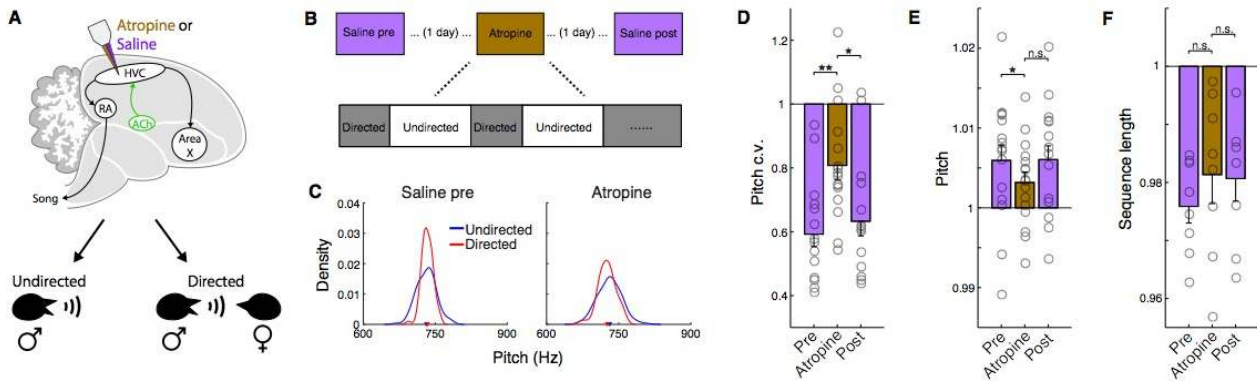 A
Atropine or
Saline
HVC
RA
ACh
Area
X
Song
Undirected
Directed
♂
♂
♀
B
Saline pre
... (1 day) ...
Atropine
... (1 day) ...
Saline post
Directed
Undirected
Directed
Undirected
......
C
Saline pre
Atropine
Density
0.04
0.03
0.02
0.01
0
Undirected
Directed
600
750
900
600
750
900
Pitch (Hz)
D
Pitch c.v.
1
0.8
0.6
0.4
★★
★
Pre
Atropine
Post
E
Pitch
1.02
1.01
1
0.99
★
n.s.
Pre
Atropine
Post
F
Sequence length
1
0.98
0.96
n.s.
n.s.
Pre
Atropine
Post